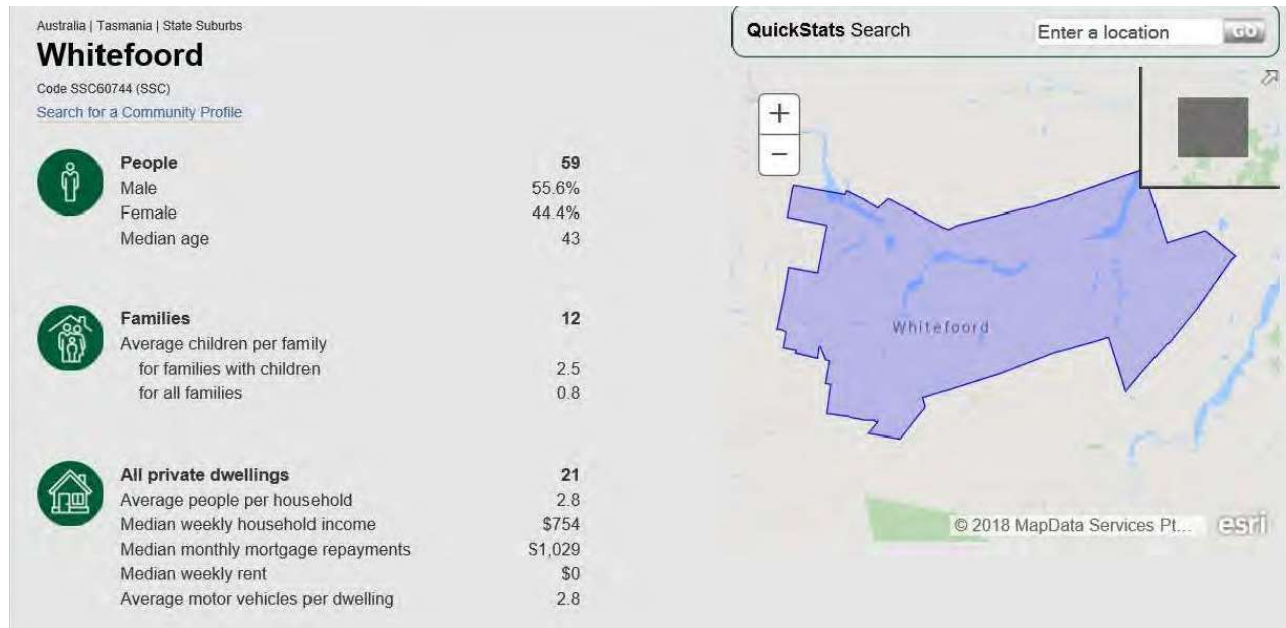 Australia | Tasmania | State Suburbs
Whitefoord
Code SSC60744 (SSC)
Search for a Community Profile
People 59
Male 55.6%
Female 44.4%
Median age 43
Families 12
Average children per family
for families with children 2.5
for all families 0.8
All private dwellings 21
Average people per household 2.8
Median weekly household income $754
Median monthly mortgage repayments $1,029
Median weekly rent $0
Average motor vehicles per dwelling 2.8
QuickStats Search Enter a location GO
+
−
Whitefoord
© 2018 MapData Services Pt... esri